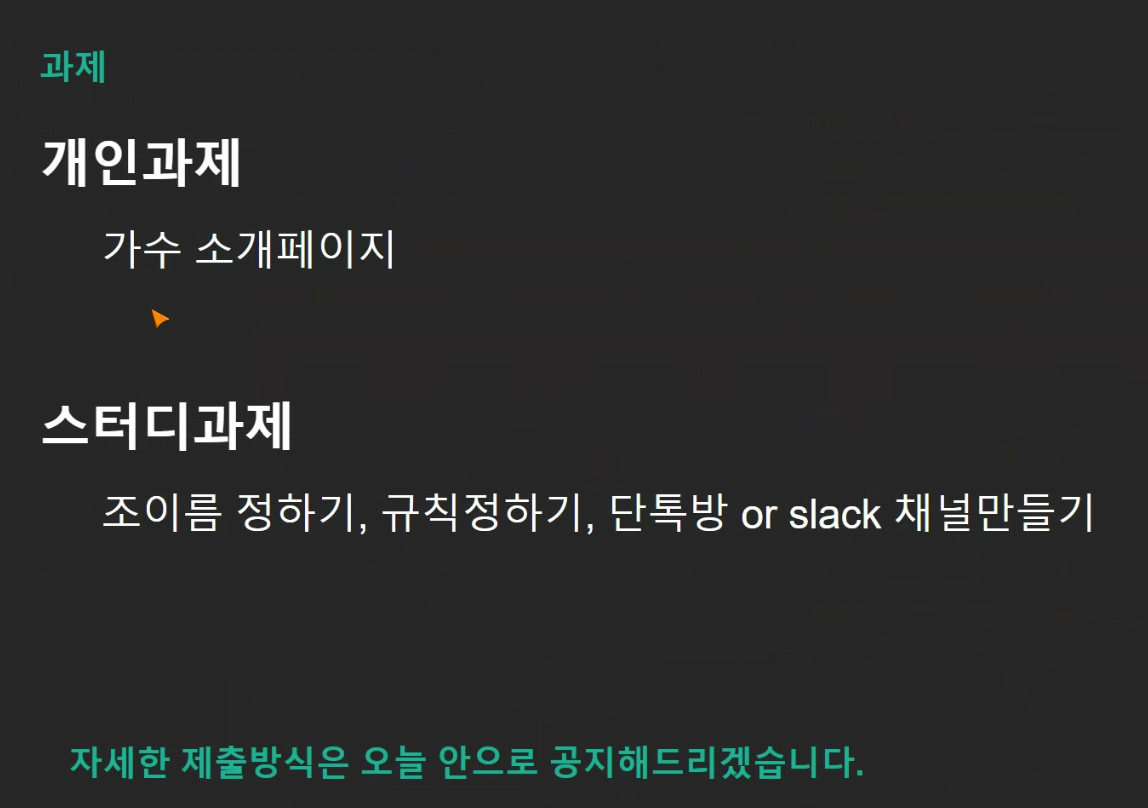 과제
개인과제
가수 소개페이지
스터디과제
조이름 정하기, 규칙정하기, 단톡방 or slack 채널만들기
자세한 제출방식은 오늘 안으로 공지해드리겠습니다.